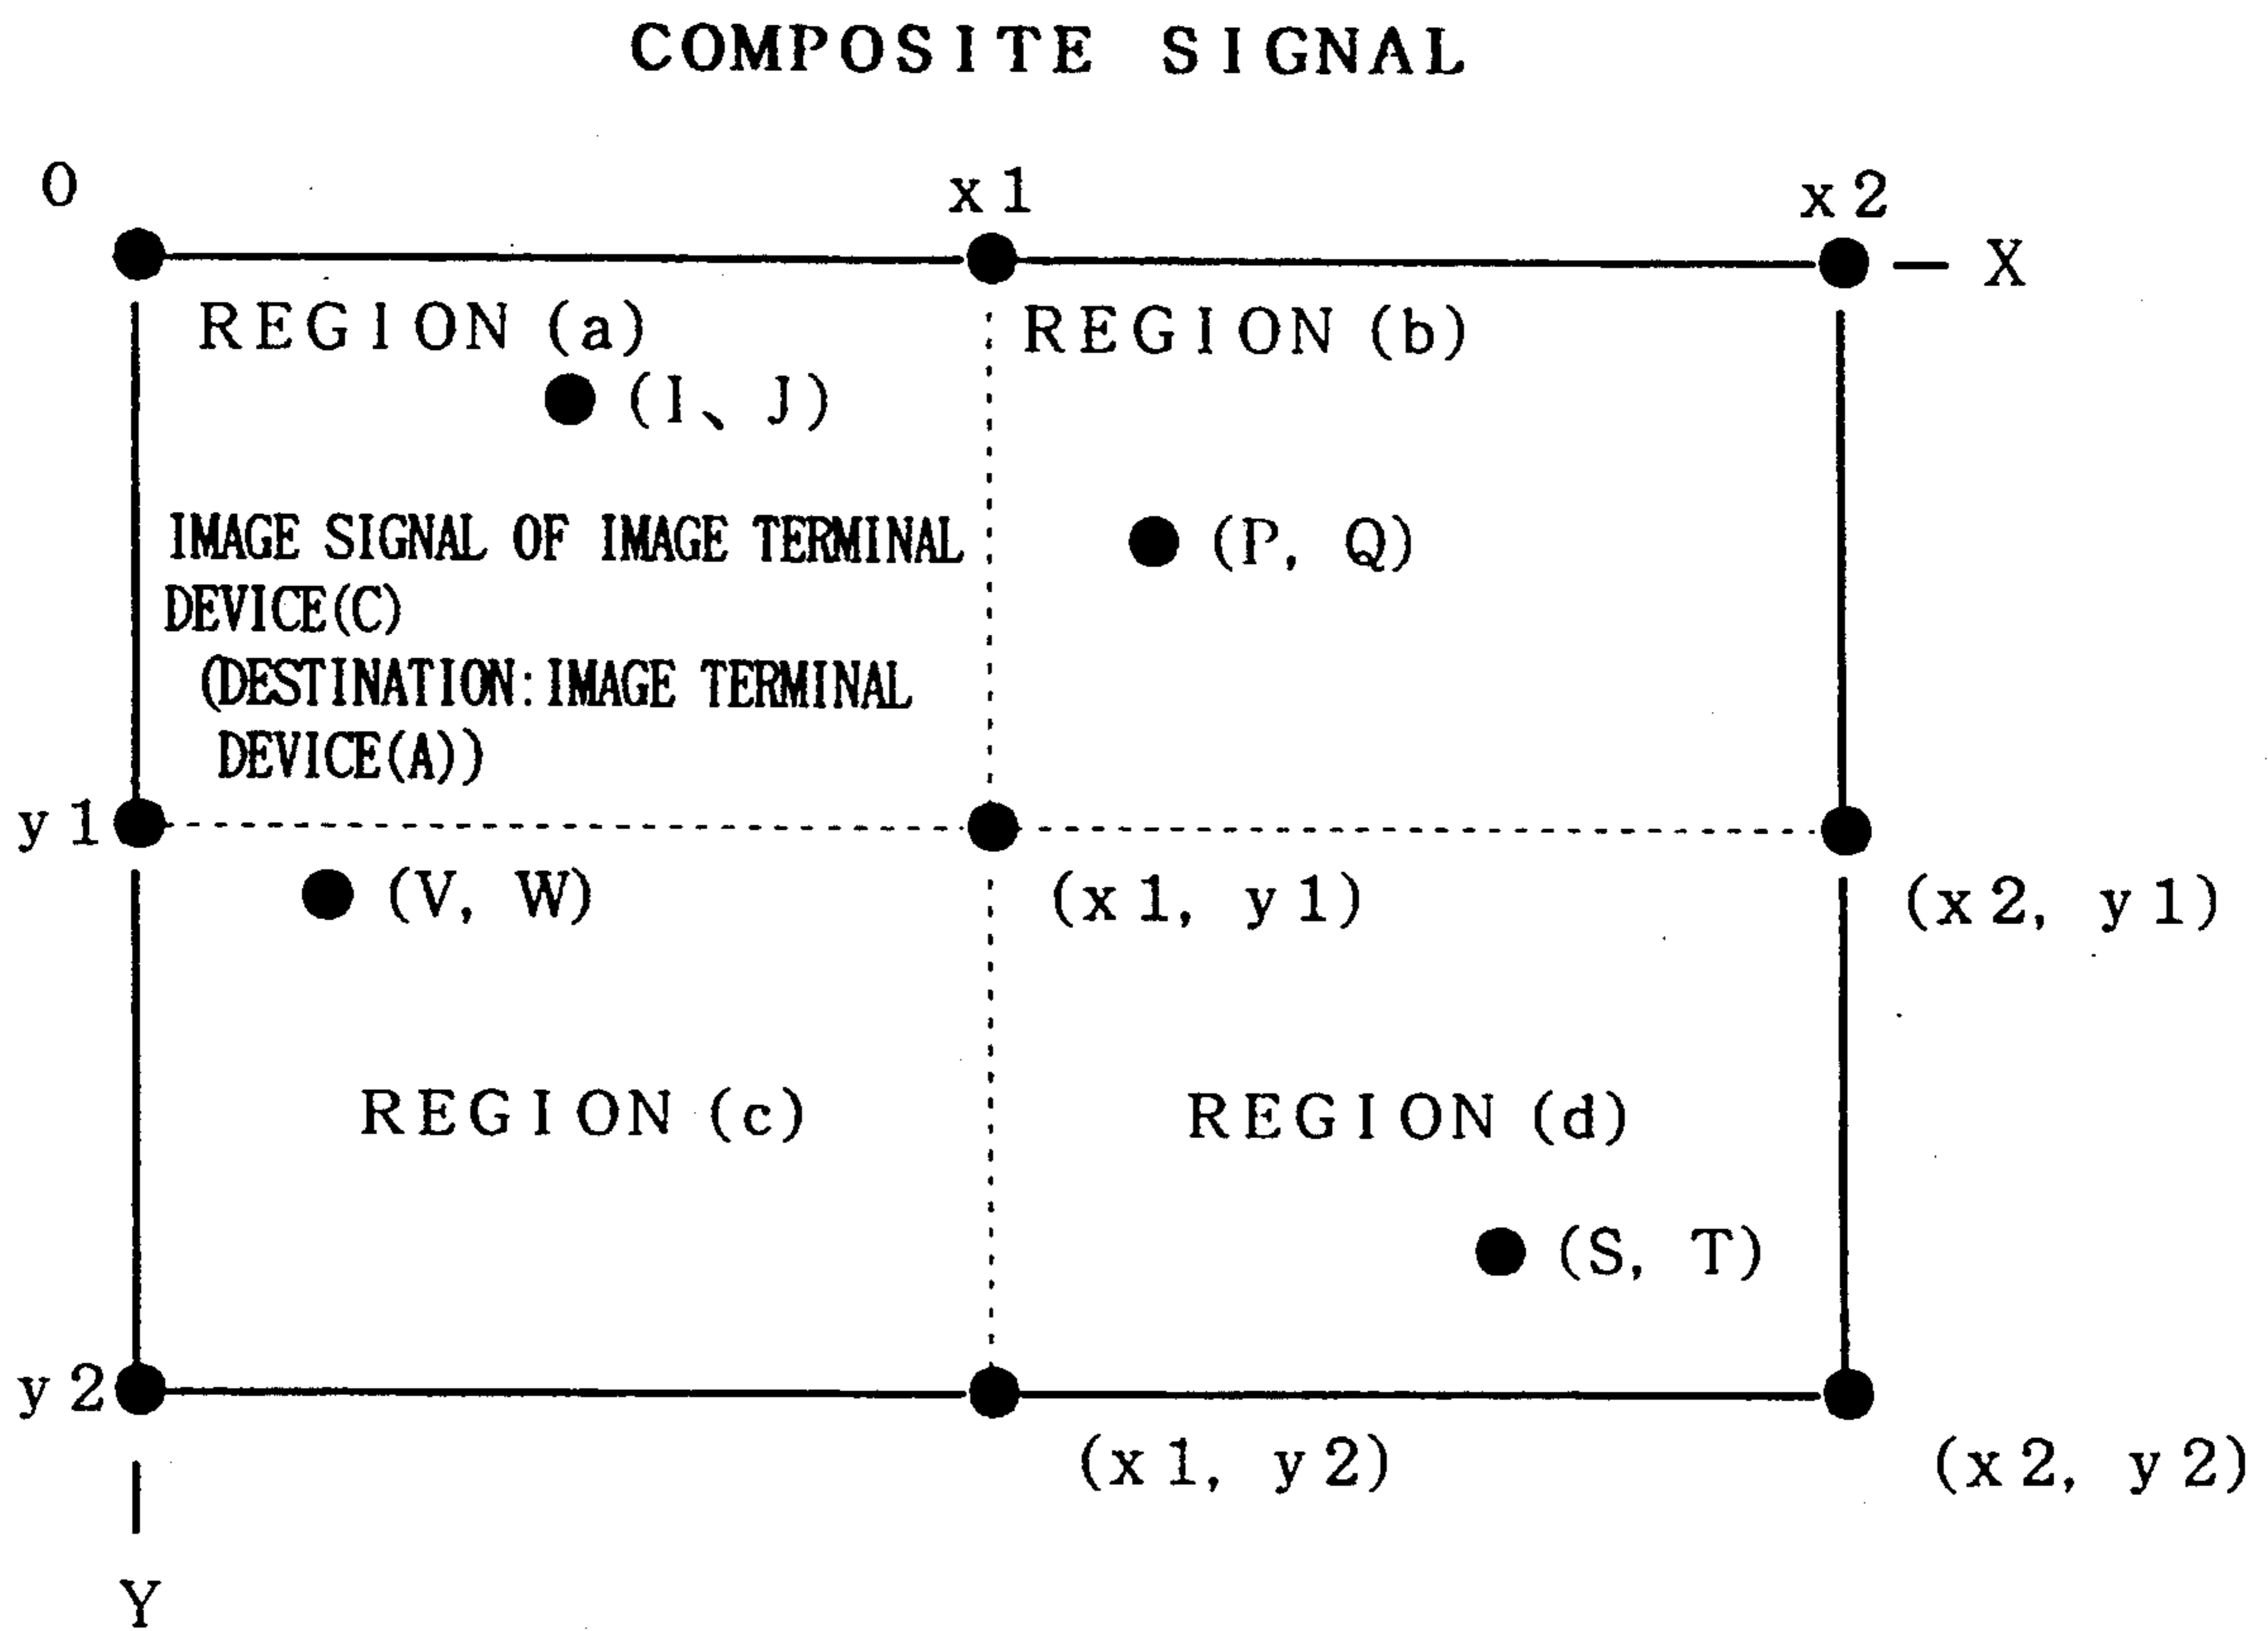 COMPOSITE SIGNAL
0 x1 x2
X
REGION (a) REGION (b)
(I、J)
IMAGE SIGNAL OF IMAGE TERMINAL
(P, Q)
DEVICE(C)
(DESTINATION:IMAGE TERMINAL
DEVICE(A))
y1
(V, W) (x1, y1) (x2, y1)
REGION (c) REGION (d)
(S, T)
y2
(x1, y2) (x2, y2)
Y